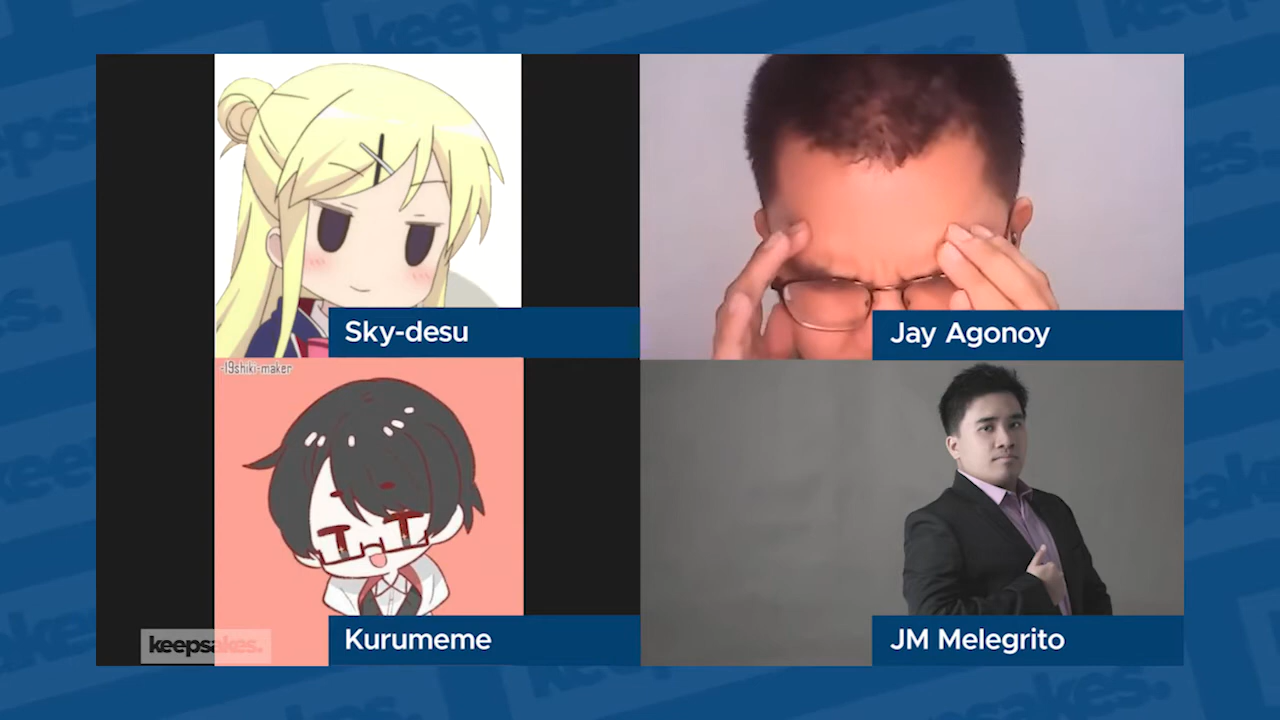 Sky-desu
Jay Agonoy
-19shiki-maker
Kurumeme
JM Melegrito
keepsakes.